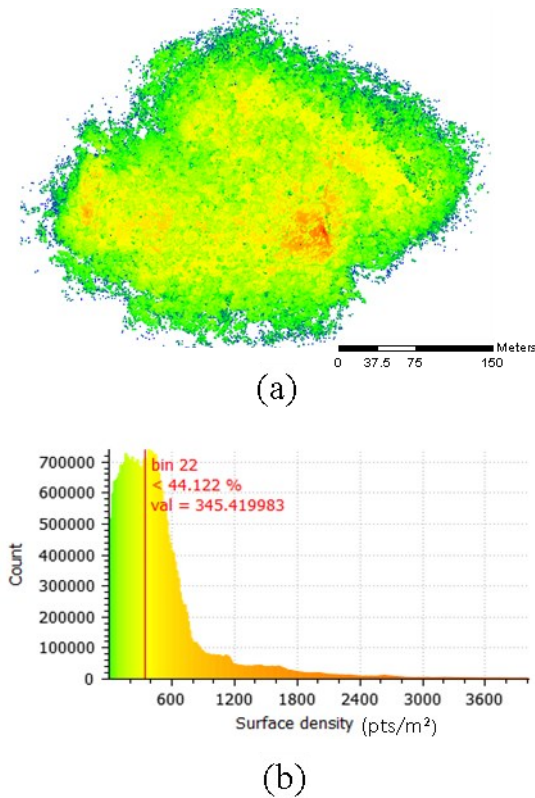 Meters
0 37.5 75 150
(a)
700000
600000
500000
400000
300000
200000
100000
0
Count
bin 22
< 44.122 %
val = 345.419983
600 1200 1800 2400 3000 3600
Surface density (pts/m²)
(b)